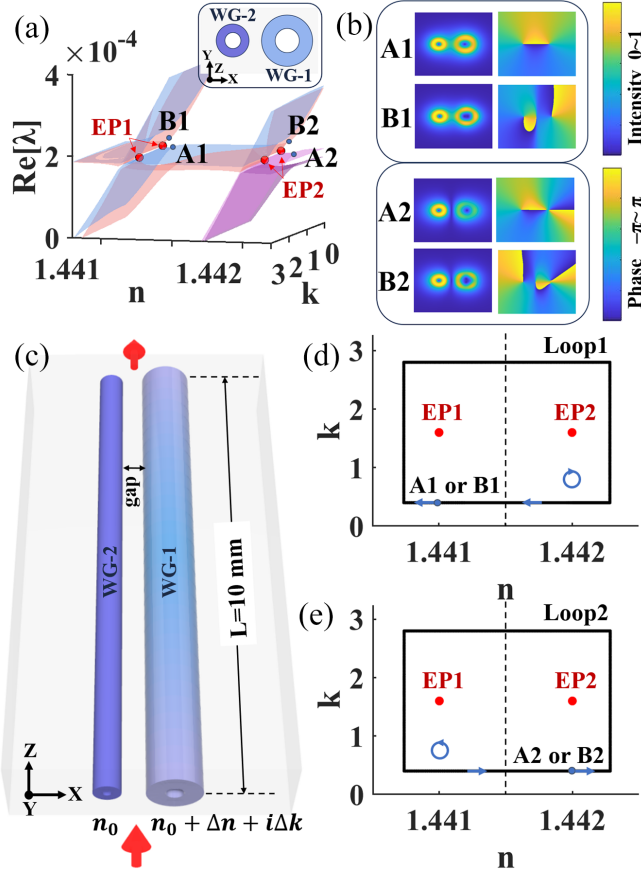 (a)
×10⁻⁴
WG-2
WG-1
Y
Z
X
4
2
0
Re[λ]
EP1
B1
A1
B2
A2
EP2
1.441
1.442
n
3
2
1
0
k
(b)
A1
B1
A2
B2
Intensity 0~1
Phase −π~π
(c)
gap
WG-2
WG-1
L=10 mm
Z
Y
X
n₀
n₀ + Δn + iΔk
(d)
Loop1
3
2
1
0
k
EP1
EP2
A1 or B1
1.441
1.442
n
(e)
Loop2
3
2
1
0
k
EP1
EP2
A2 or B2
1.441
1.442
n